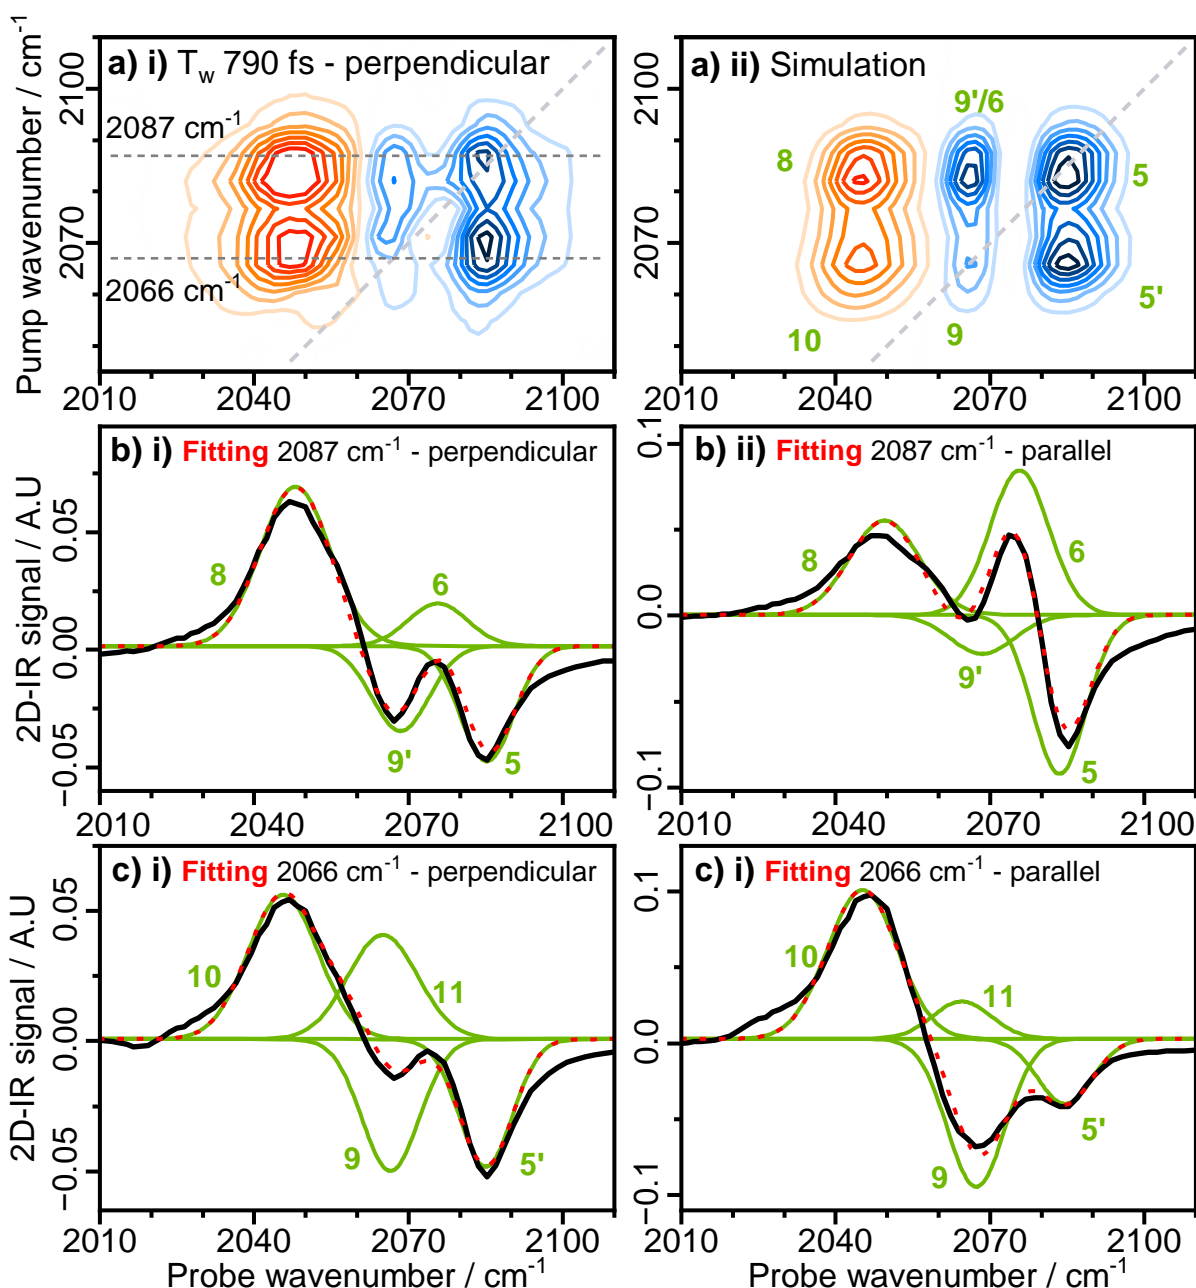 a) i) T_w 790 fs - perpendicular
2087 cm⁻¹
2066 cm⁻¹
Pump wavenumber / cm⁻¹
2100
2070
2010 2040 2070 2100
a) ii) Simulation
9'/6
8
5
5'
10
9
2010 2040 2070 2100
b) i) Fitting 2087 cm⁻¹ - perpendicular
2D-IR signal / A.U
0.05
0.00
−0.05
8
6
9'
5
2010 2040 2070 2100
b) ii) Fitting 2087 cm⁻¹ - parallel
0.1
0.0
−0.1
8
6
9'
5
2010 2040 2070 2100
c) i) Fitting 2066 cm⁻¹ - perpendicular
2D-IR signal / A.U
0.05
0.00
−0.05
10
11
9
5'
2010 2040 2070 2100
Probe wavenumber / cm⁻¹
c) i) Fitting 2066 cm⁻¹ - parallel
0.1
0.0
−0.1
10
11
9
5'
2010 2040 2070 2100
Probe wavenumber / cm⁻¹